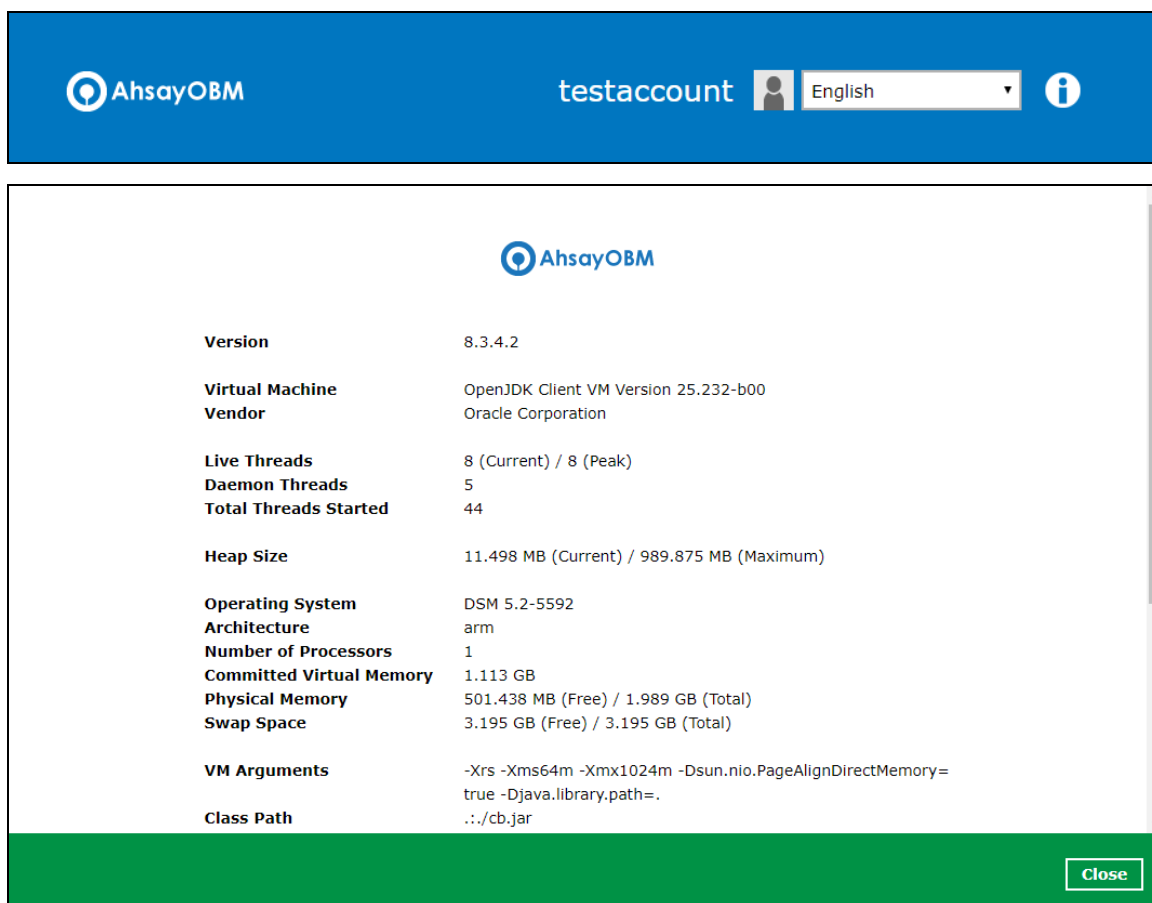 AhsayOBM testaccount English
AhsayOBM
Version 8.3.4.2
Virtual Machine OpenJDK Client VM Version 25.232-b00
Vendor Oracle Corporation
Live Threads 8 (Current) / 8 (Peak)
Daemon Threads 5
Total Threads Started 44
Heap Size 11.498 MB (Current) / 989.875 MB (Maximum)
Operating System DSM 5.2-5592
Architecture arm
Number of Processors 1
Committed Virtual Memory 1.113 GB
Physical Memory 501.438 MB (Free) / 1.989 GB (Total)
Swap Space 3.195 GB (Free) / 3.195 GB (Total)
VM Arguments -Xrs -Xms64m -Xmx1024m -Dsun.nio.PageAlignDirectMemory=
true -Djava.library.path=.
Class Path .:./cb.jar
Close